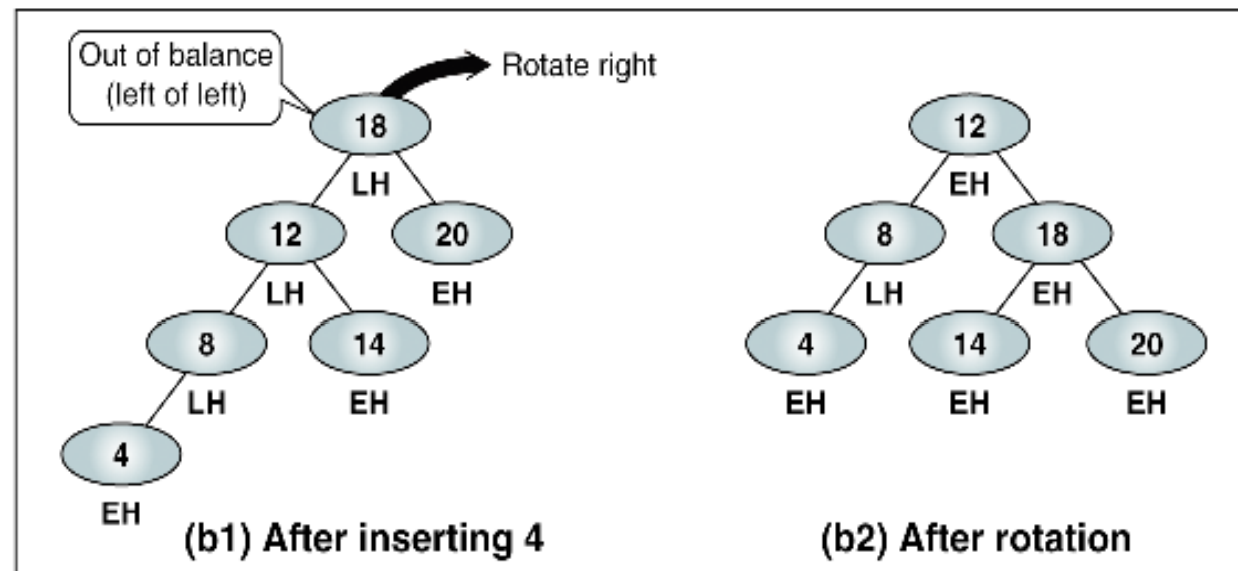 Out of balance
(left of left)
Rotate right
18
LH
12
20
LH
EH
8
14
LH
EH
4
EH
(b1) After inserting 4
12
EH
8
18
LH
EH
4
14
20
EH
EH
EH
(b2) After rotation